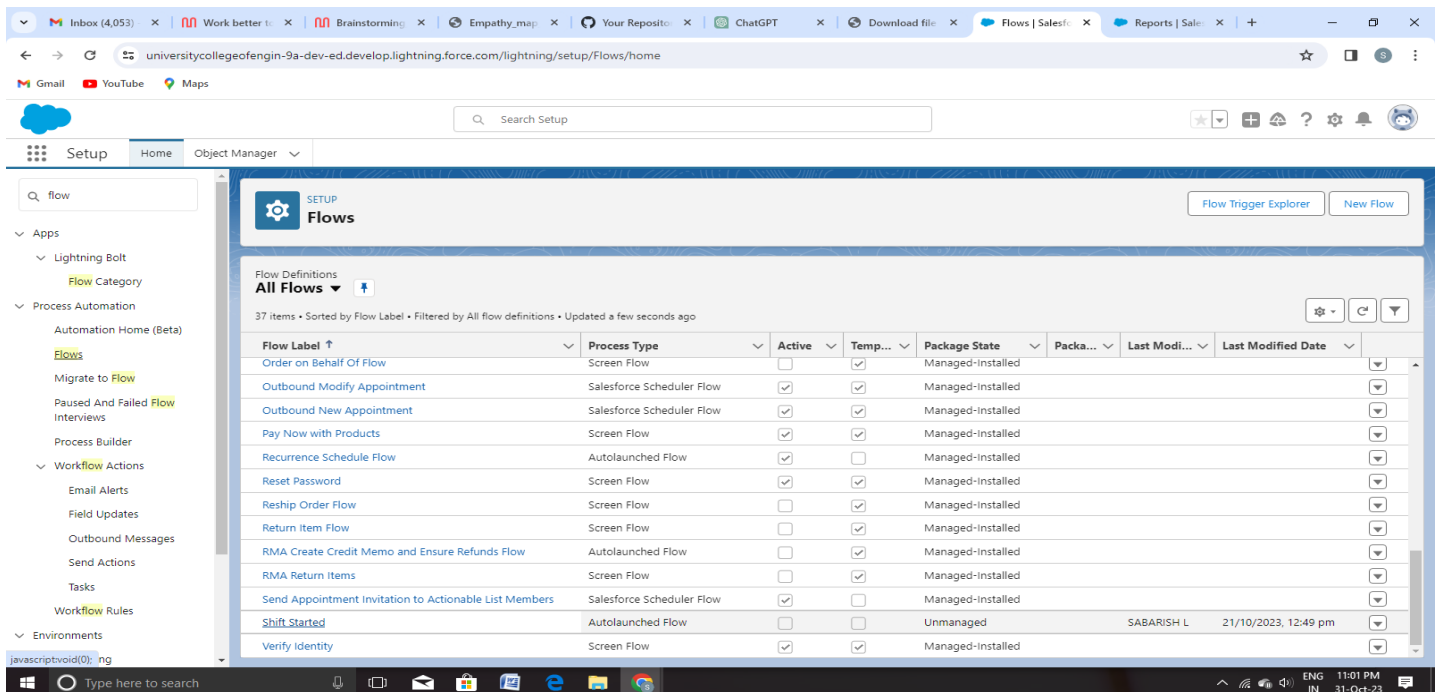 Inbox (4,053) - Work better to Brainstorming Empathy_map Your Repositor ChatGPT Download file Flows | Salesfo Reports | Sale
universitycollegeofengin-9a-dev-ed.develop.lightning.force.com/lightning/setup/Flows/home S
Gmail YouTube Maps
Search Setup
Setup Home Object Manager
flow
Apps
Lightning Bolt
Flow Category
Process Automation
Automation Home (Beta)
Flows
Migrate to Flow
Paused And Failed Flow
Interviews
Process Builder
Workflow Actions
Email Alerts
Field Updates
Outbound Messages
Send Actions
Tasks
Workflow Rules
Environments
javascript:void(0); ng
SETUP
Flows
Flow Trigger Explorer New Flow
Flow Definitions
All Flows
37 items • Sorted by Flow Label • Filtered by All flow definitions • Updated a few seconds ago
Flow Label ↑ Process Type Active Temp... Package State Packa... Last Modi... Last Modified Date
Order on Behalf Of Flow Screen Flow Managed-Installed
Outbound Modify Appointment Salesforce Scheduler Flow Managed-Installed
Outbound New Appointment Salesforce Scheduler Flow Managed-Installed
Pay Now with Products Screen Flow Managed-Installed
Recurrence Schedule Flow Autolaunched Flow Managed-Installed
Reset Password Screen Flow Managed-Installed
Reship Order Flow Screen Flow Managed-Installed
Return Item Flow Screen Flow Managed-Installed
RMA Create Credit Memo and Ensure Refunds Flow Autolaunched Flow Managed-Installed
RMA Return Items Screen Flow Managed-Installed
Send Appointment Invitation to Actionable List Members Salesforce Scheduler Flow Managed-Installed
Shift Started Autolaunched Flow Unmanaged SABARISH L 21/10/2023, 12:49 pm
Verify Identity Screen Flow Managed-Installed
Type here to search
ENG 11:01 PM
IN 31-Oct-23